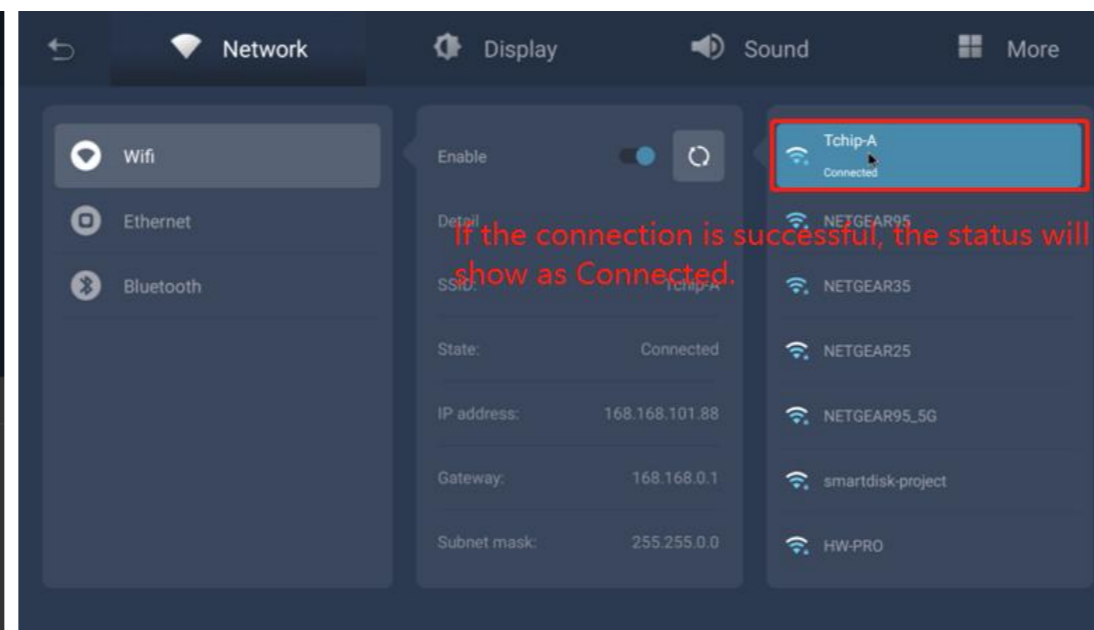 Network
Display
Sound
More
Wifi
Ethernet
Bluetooth
Enable
Detail
SSID: Tchip-A
State: Connected
IP address: 168.168.101.88
Gateway: 168.168.0.1
Subnet mask: 255.255.0.0
Tchip-A
Connected
NETGEAR95
NETGEAR35
NETGEAR25
NETGEAR95_5G
smartdisk-project
HW-PRO
If the connection is successful, the status will
show as Connected.